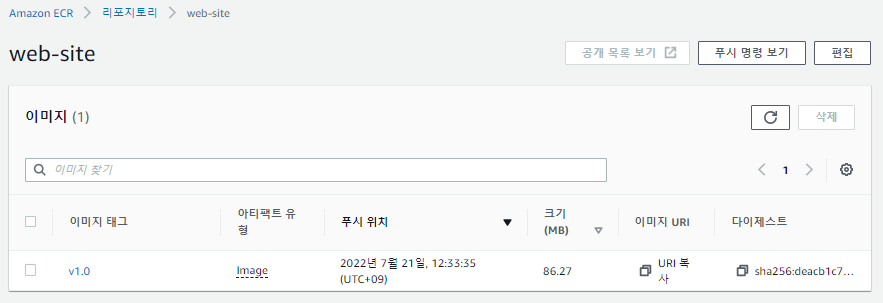 Amazon ECR > 리포지토리 > web-site
web-site
공개 목록 보기 푸시 명령 보기 편집
이미지 (1)
삭제
이미지 찾기
1
이미지 태그 아티팩트 유형 푸시 위치 크기 (MB) 이미지 URI 다이제스트
v1.0 Image 2022년 7월 21일, 12:33:35 (UTC+09) 86.27 URI 복사 sha256:deacb1c7...